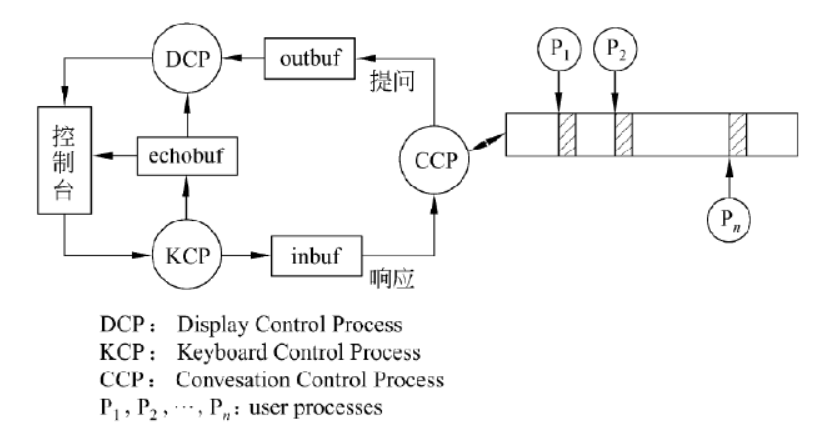 DCP
outbuf
提问
P1
P2
控制台
echobuf
CCP
KCP
inbuf
响应
Pn
DCP： Display Control Process
KCP： Keyboard Control Process
CCP： Convesation Control Process
P1，P2，…，Pn：user processes